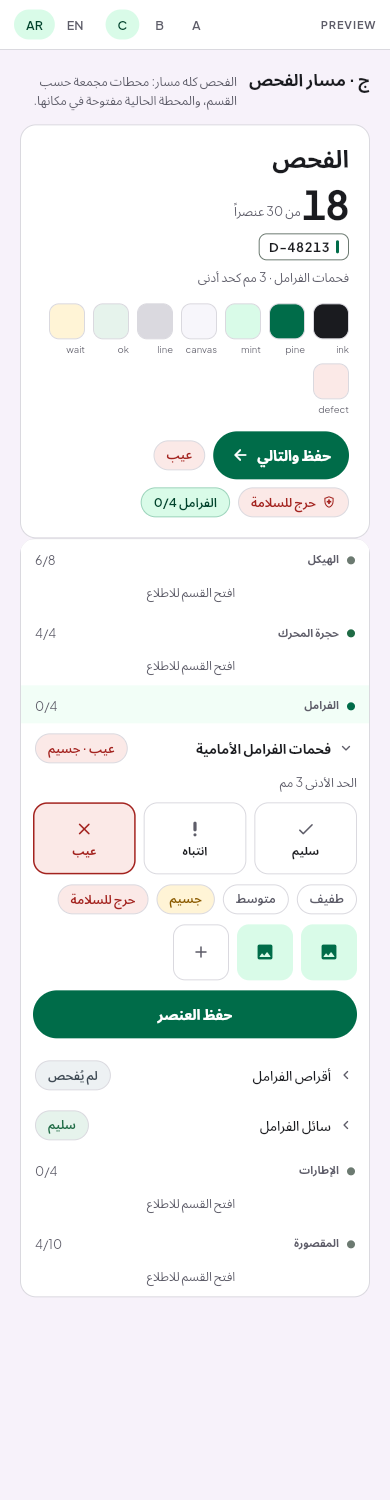 AR EN C B A PREVIEW
ج · مسار الفحص
الفحص كله مسار: محطات مجمعة حسب
القسم، والمحطة الحالية مفتوحة في مكانها.
الفحص
18 من 30 عنصراً
D-48213
فحمات الفرامل · 3 مم كحد أدنى
ink pine mint canvas line ok wait
defect
حفظ والتالي
عيب
حرج للسلامة
الفرامل 0/4
الهيكل 6/8
افتح القسم للاطلاع
حجرة المحرك 4/4
افتح القسم للاطلاع
الفرامل 0/4
فحمات الفرامل الأمامية
عيب · جسيم
الحد الأدنى 3 مم
سليم
انتباه
عيب
طفيف متوسط جسيم حرج للسلامة
حفظ العنصر
أقراص الفرامل لم يُفحص
سائل الفرامل سليم
الإطارات 0/4
افتح القسم للاطلاع
المقصورة 4/10
افتح القسم للاطلاع